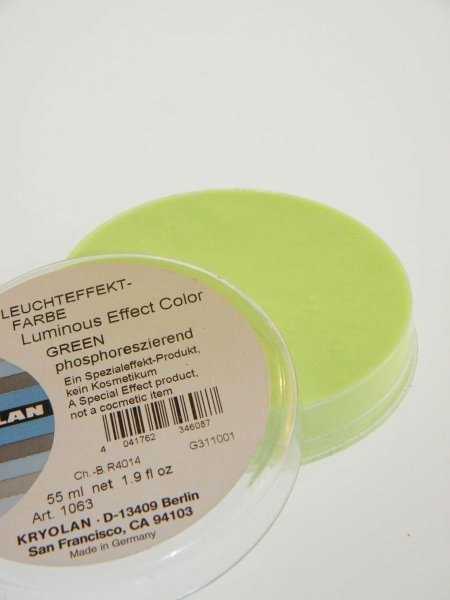 LEUCHTEFFEKT-
FARBE
Luminous Effect Color
GREEN
phosphoreszierend
Ein Spezialeffekt-Produkt,
kein Kosmetikum
A Special Effect product,
not a cocmetic item
OLAN
4 041762 346087
G311001
Ch.-B.R4014
55 ml net 1.9 fl oz
Art. 1063
KRYOLAN · D-13409 Berlin
San Francisco, CA 94103
Made in Germany